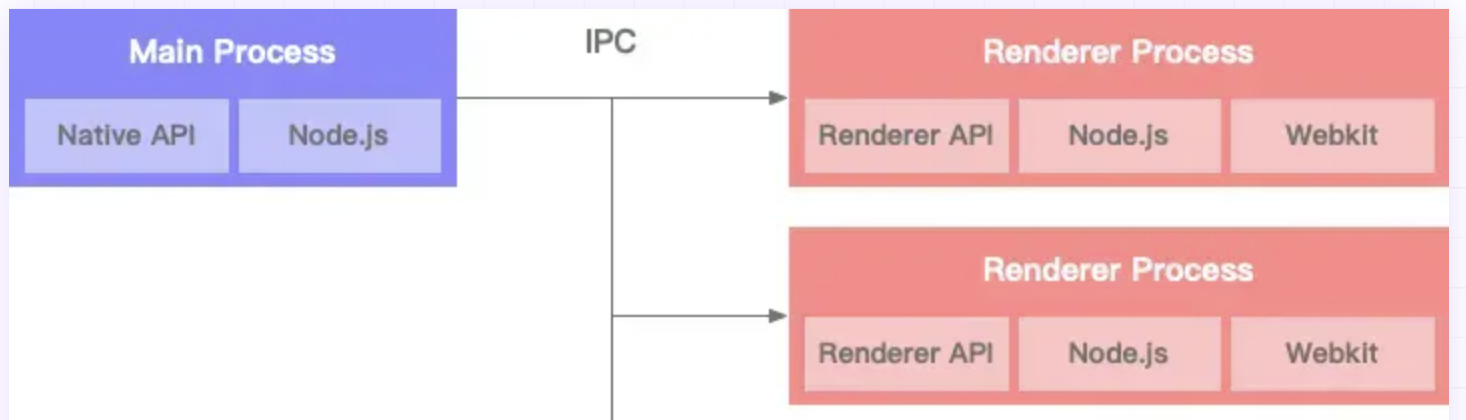 Main Process
IPC
Renderer Process
Native API
Node.js
Renderer API
Node.js
Webkit
Renderer Process
Renderer API
Node.js
Webkit